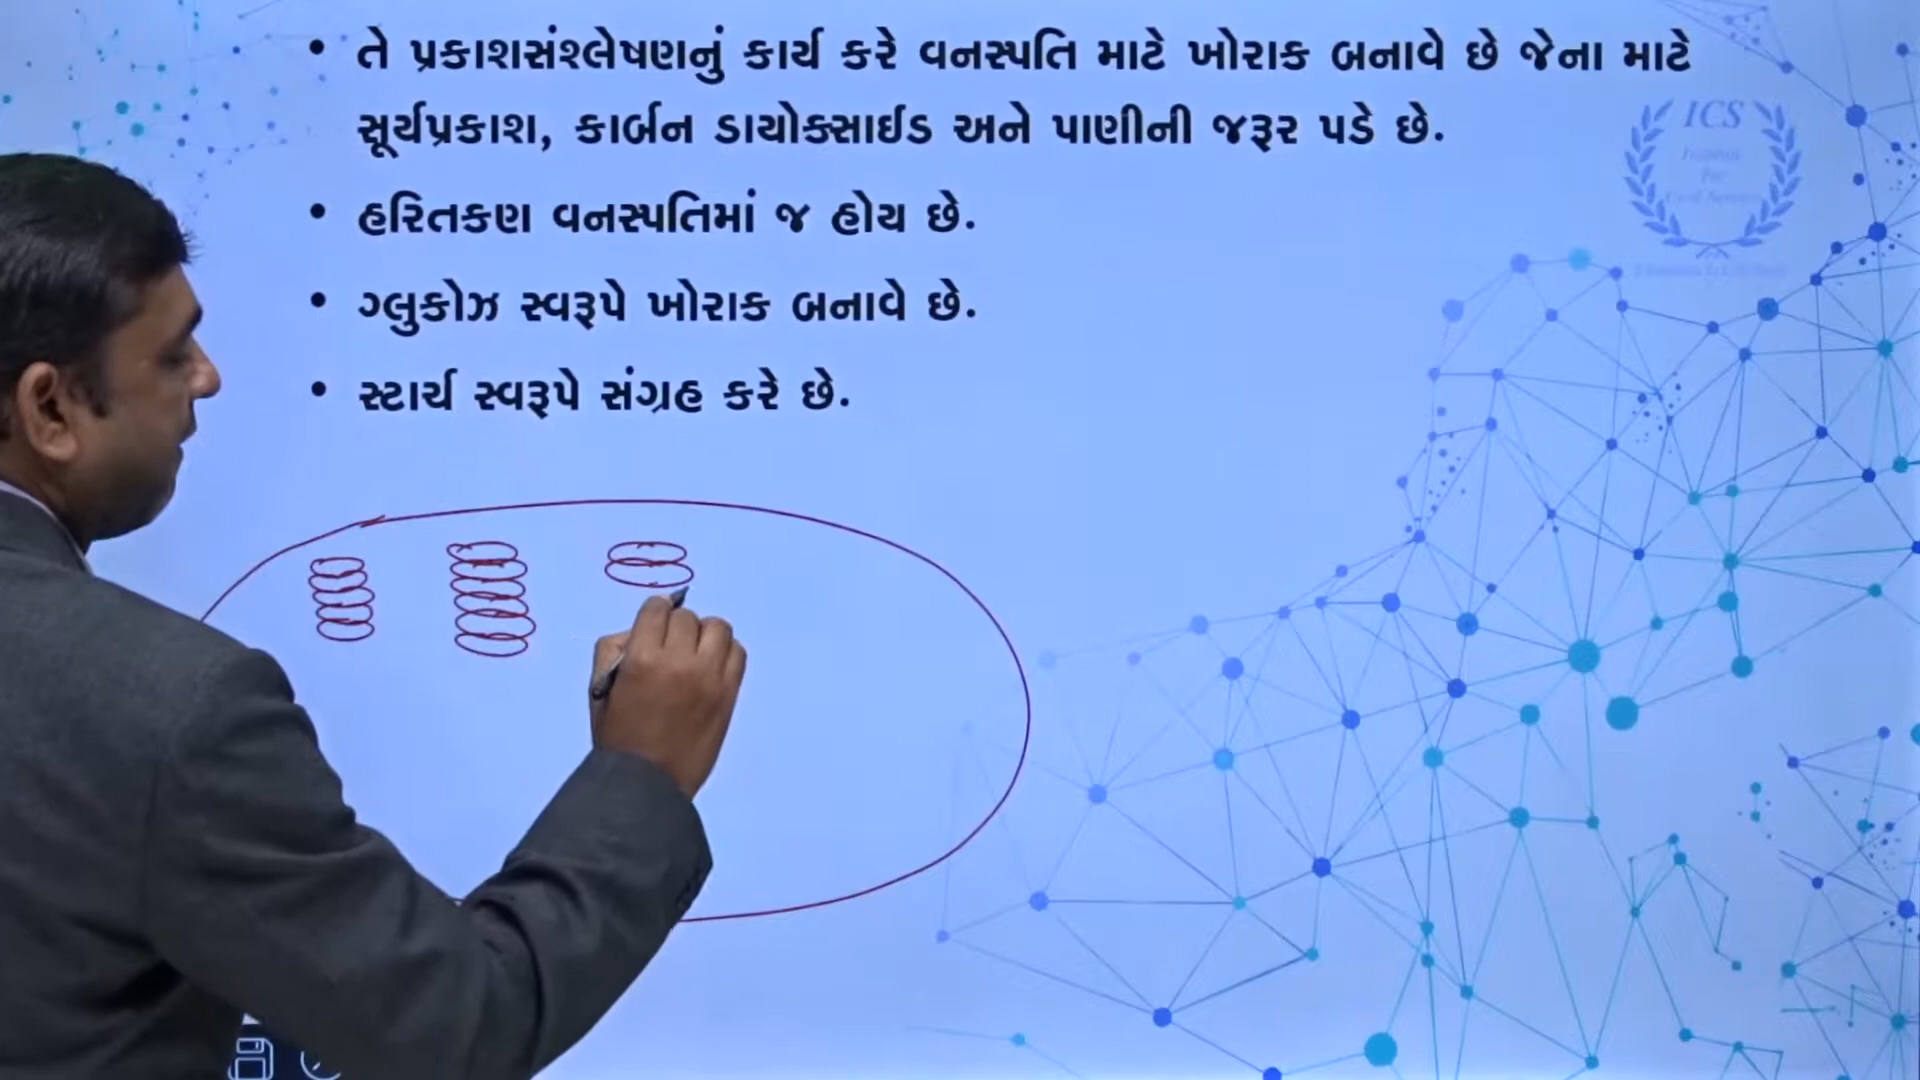 • તે પ્રકાશસંશ્લેષણનું કાર્ય કરે વનસ્પતિ માટે ખોરાક બનાવે છે જેના માટે
સૂર્યપ્રકાશ, કાર્બન ડાયોક્સાઈડ અને પાણીની જરૂર પડે છે.
• હરિતકણ વનસ્પતિમાં જ હોય છે.
• ગ્લુકોઝ સ્વરૂપે ખોરાક બનાવે છે.
• સ્ટાર્ચ સ્વરૂપે સંગ્રહ કરે છે.
ICS